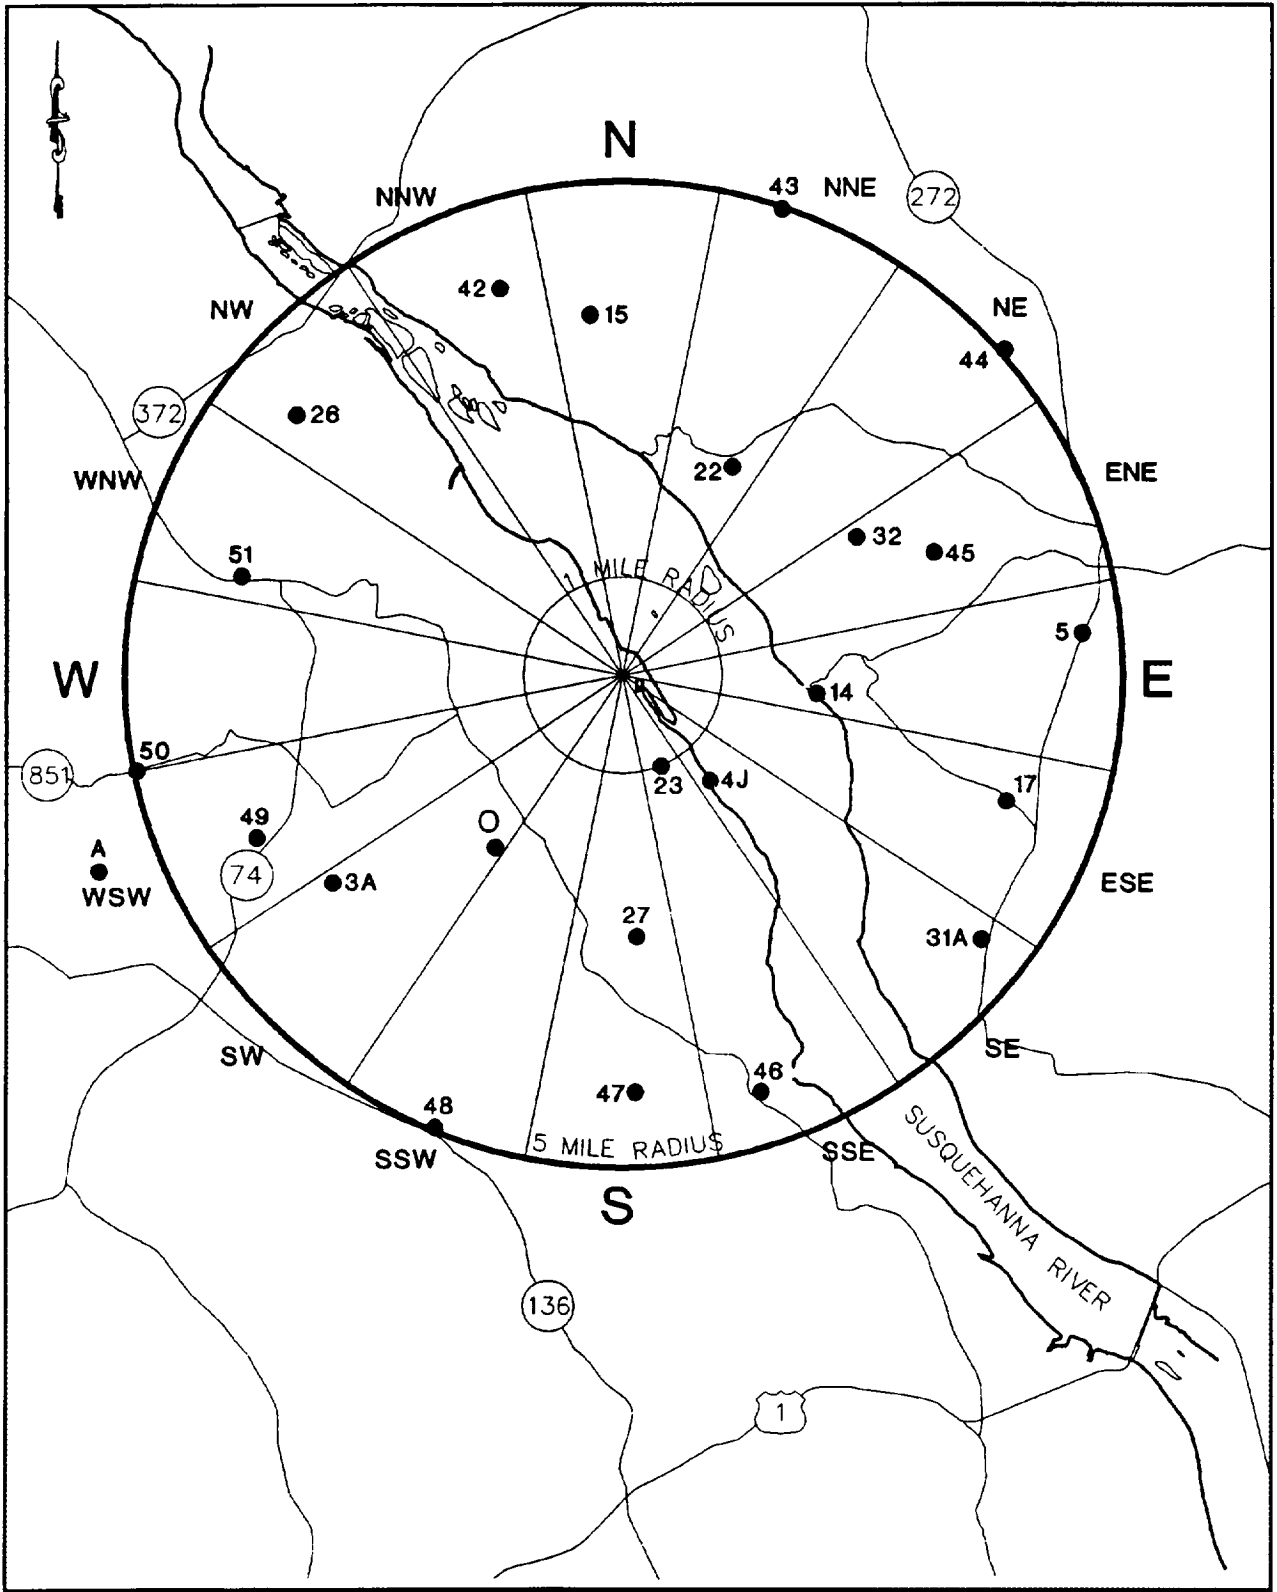 N
43
NNE
NNW
272
42
15
NW
NE
44
372
26
WNW
22
ENE
32
45
51
1 MILE RADIUS
5
W
E
14
50
851
23
4J
17
49
O
A
74
WSW
3A
ESE
27
31A
SW
SE
46
47
48
5 MILE RADIUS
SSW
SSE
S
SUSQUEHANNA RIVER
136
1